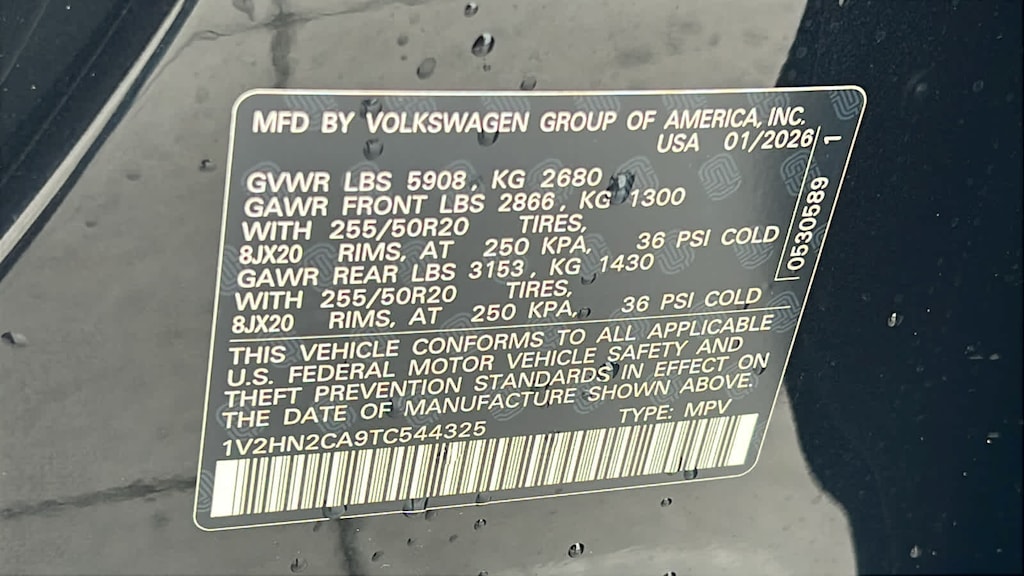 MFD BY VOLKSWAGEN GROUP OF AMERICA, INC.
USA 01/2026
GVWR LBS 5908, KG 2680
GAWR FRONT LBS 2866, KG 1300
WITH 255/50R20 TIRES,
8JX20 RIMS, AT 250 KPA, 36 PSI COLD
GAWR REAR LBS 3153, KG 1430
WITH 255/50R20 TIRES,
8JX20 RIMS, AT 250 KPA, 36 PSI COLD
THIS VEHICLE CONFORMS TO ALL APPLICABLE
U.S. FEDERAL MOTOR VEHICLE SAFETY AND
THEFT PREVENTION STANDARDS IN EFFECT ON
THE DATE OF MANUFACTURE SHOWN ABOVE.
1V2HN2CA9TC544325 TYPE: MPV
0530589 1